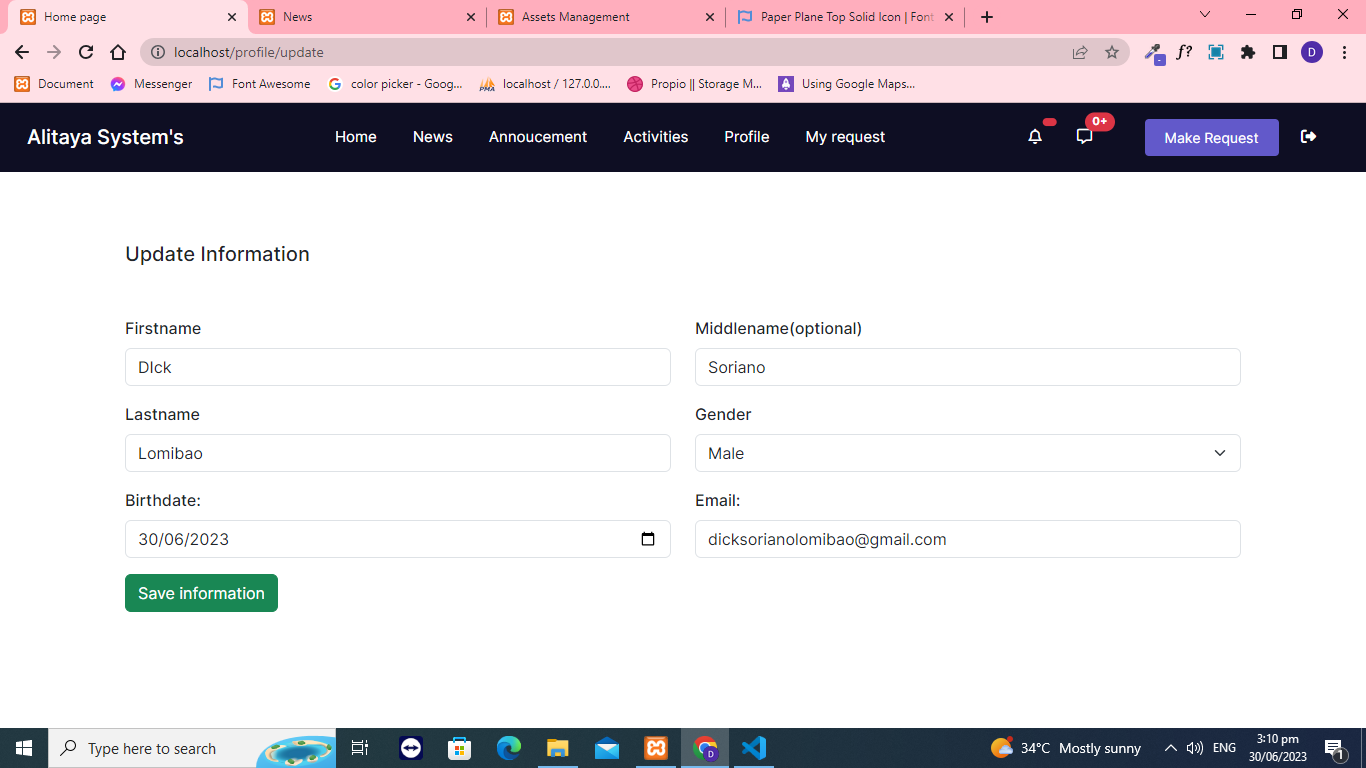 Home page
News
Assets Management
Paper Plane Top Solid Icon | Font
localhost/profile/update
f?
D
Document
Messenger
Font Awesome
color picker - Goog...
localhost / 127.0.0....
Propio || Storage M...
Using Google Maps...
Alitaya System's
Home
News
Annoucement
Activities
Profile
My request
0+
Make Request
Update Information
Firstname
Middlename(optional)
DIck
Soriano
Lastname
Gender
Lomibao
Male
Birthdate:
Email:
30/06/2023
dicksorianolomibao@gmail.com
Save information
Type here to search
D
34°C Mostly sunny
ENG
3:10 pm
30/06/2023
1